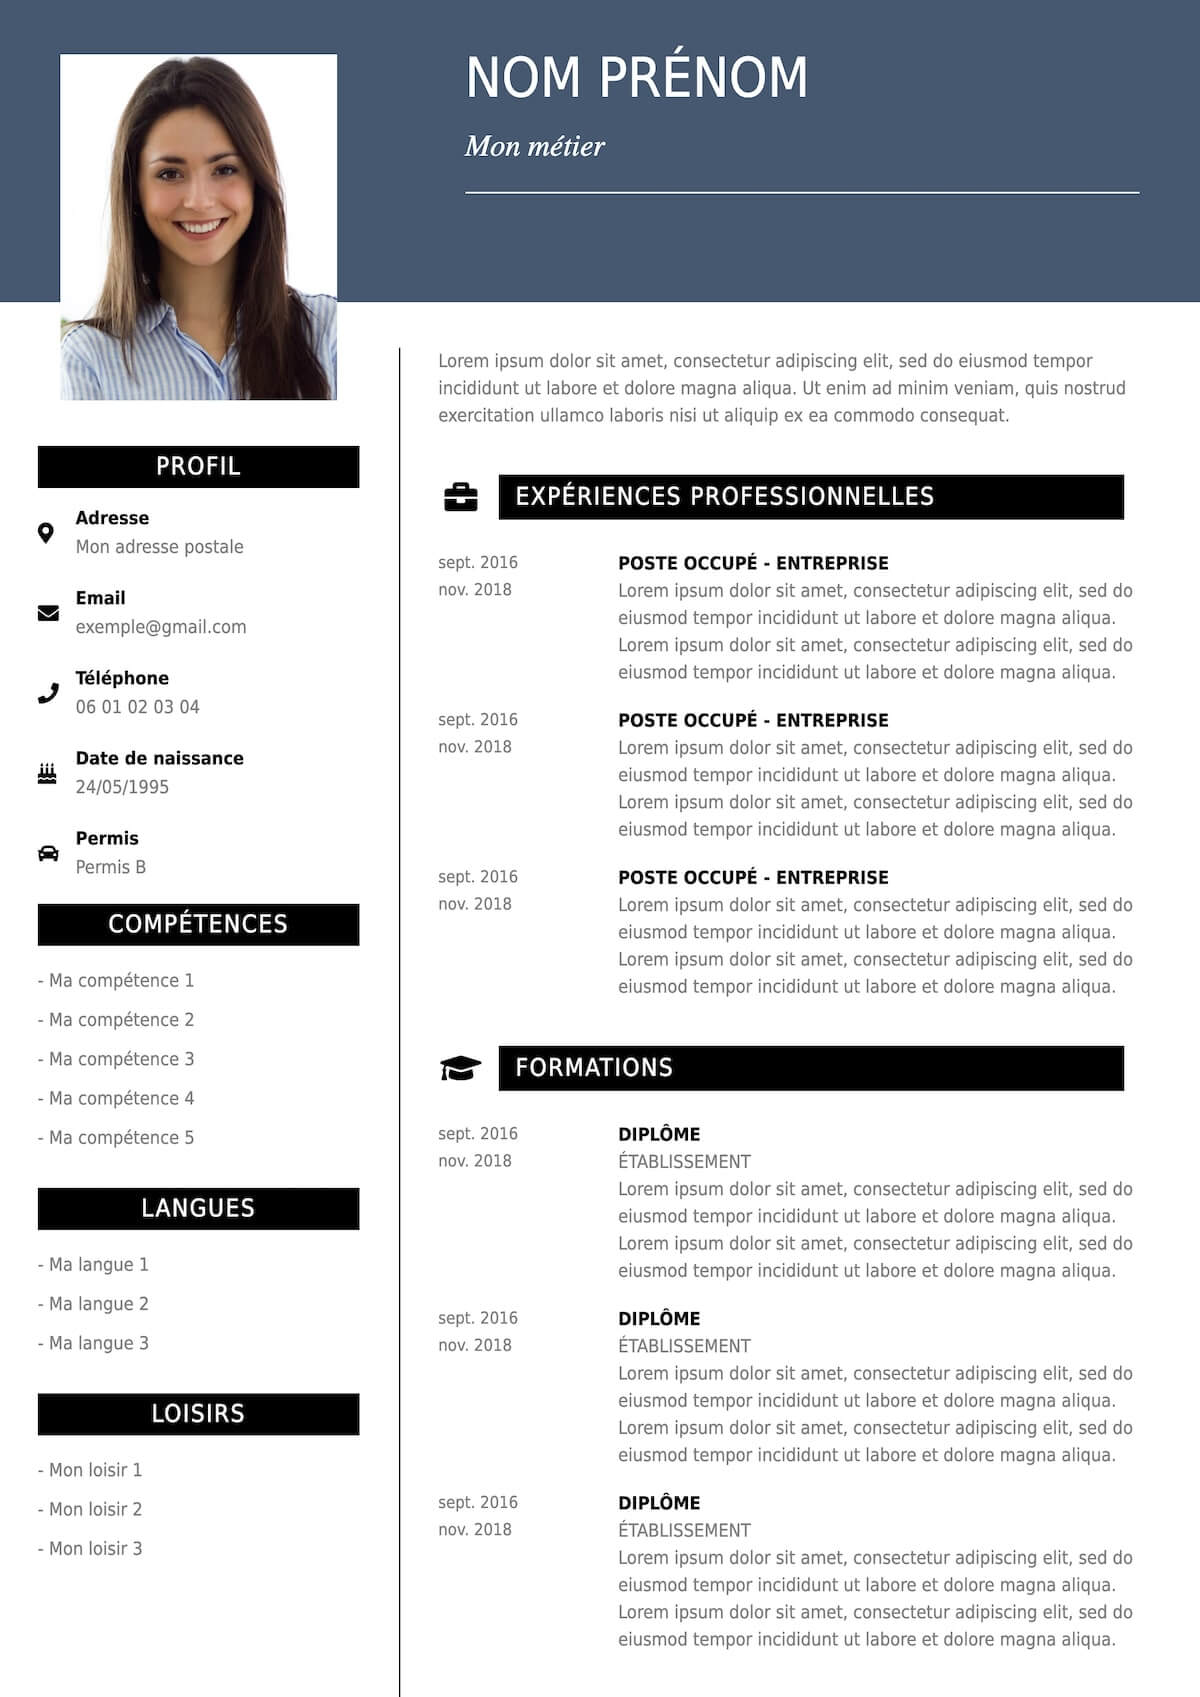 NOM PRÉNOM
Mon métier
PROFIL
Adresse
Mon adresse postale
Email
exemple@gmail.com
Téléphone
06 01 02 03 04
Date de naissance
24/05/1995
Permis
Permis B
COMPÉTENCES
- Ma compétence 1
- Ma compétence 2
- Ma compétence 3
- Ma compétence 4
- Ma compétence 5
LANGUES
- Ma langue 1
- Ma langue 2
- Ma langue 3
LOISIRS
- Mon loisir 1
- Mon loisir 2
- Mon loisir 3
Lorem ipsum dolor sit amet, consectetur adipiscing elit, sed do eiusmod tempor
incididunt ut labore et dolore magna aliqua. Ut enim ad minim veniam, quis nostrud
exercitation ullamco laboris nisi ut aliquip ex ea commodo consequat.
EXPÉRIENCES PROFESSIONNELLES
sept. 2016
nov. 2018
POSTE OCCUPÉ - ENTREPRISE
Lorem ipsum dolor sit amet, consectetur adipiscing elit, sed do
eiusmod tempor incididunt ut labore et dolore magna aliqua.
Lorem ipsum dolor sit amet, consectetur adipiscing elit, sed do
eiusmod tempor incididunt ut labore et dolore magna aliqua.
sept. 2016
nov. 2018
POSTE OCCUPÉ - ENTREPRISE
Lorem ipsum dolor sit amet, consectetur adipiscing elit, sed do
eiusmod tempor incididunt ut labore et dolore magna aliqua.
Lorem ipsum dolor sit amet, consectetur adipiscing elit, sed do
eiusmod tempor incididunt ut labore et dolore magna aliqua.
sept. 2016
nov. 2018
POSTE OCCUPÉ - ENTREPRISE
Lorem ipsum dolor sit amet, consectetur adipiscing elit, sed do
eiusmod tempor incididunt ut labore et dolore magna aliqua.
Lorem ipsum dolor sit amet, consectetur adipiscing elit, sed do
eiusmod tempor incididunt ut labore et dolore magna aliqua.
FORMATIONS
sept. 2016
nov. 2018
DIPLÔME
ÉTABLISSEMENT
Lorem ipsum dolor sit amet, consectetur adipiscing elit, sed do
eiusmod tempor incididunt ut labore et dolore magna aliqua.
Lorem ipsum dolor sit amet, consectetur adipiscing elit, sed do
eiusmod tempor incididunt ut labore et dolore magna aliqua.
sept. 2016
nov. 2018
DIPLÔME
ÉTABLISSEMENT
Lorem ipsum dolor sit amet, consectetur adipiscing elit, sed do
eiusmod tempor incididunt ut labore et dolore magna aliqua.
Lorem ipsum dolor sit amet, consectetur adipiscing elit, sed do
eiusmod tempor incididunt ut labore et dolore magna aliqua.
sept. 2016
nov. 2018
DIPLÔME
ÉTABLISSEMENT
Lorem ipsum dolor sit amet, consectetur adipiscing elit, sed do
eiusmod tempor incididunt ut labore et dolore magna aliqua.
Lorem ipsum dolor sit amet, consectetur adipiscing elit, sed do
eiusmod tempor incididunt ut labore et dolore magna aliqua.